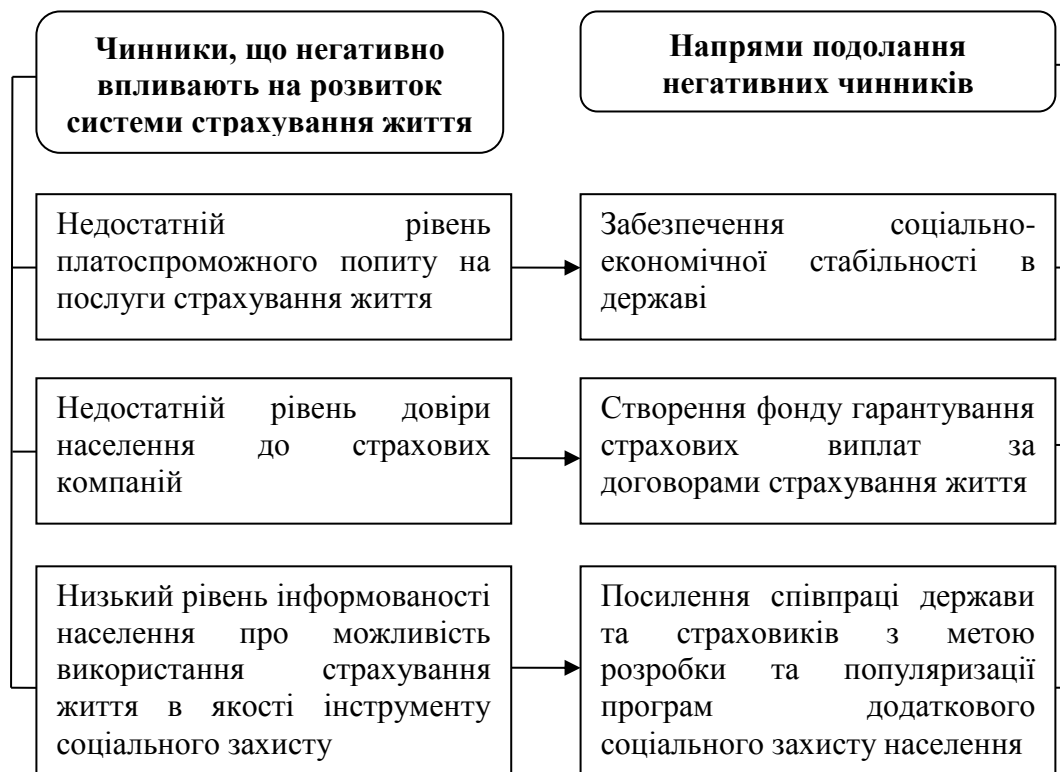 Чинники, що негативно
впливають на розвиток
системи страхування життя
Напрями подолання
негативних чинників
Недостатній рівень
платоспроможного попиту на
послуги страхування життя
Забезпечення соціально-
економічної стабільності в
державі
Недостатній рівень довіри
населення до страхових
компаній
Створення фонду гарантування
страхових виплат за
договорами страхування життя
Низький рівень інформованості
населення про можливість
використання страхування
життя в якості інструменту
соціального захисту
Посилення співпраці держави
та страховиків з метою
розробки та популяризації
програм додаткового
соціального захисту населення